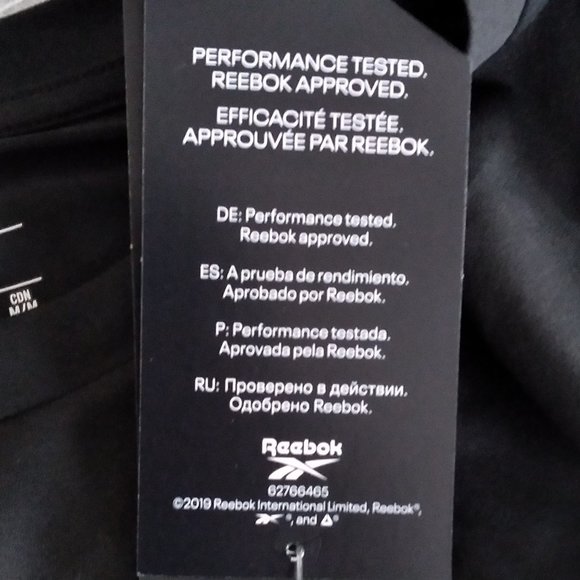 PERFORMANCE TESTED.
REEBOK APPROVED.
EFFICACITÉ TESTÉE.
APPROUVÉE PAR REEBOK.
DE: Performance tested.
Reebok approved.
ES: A prueba de rendimiento.
Aprobado por Reebok.
P: Performance testada.
Aprovada pela Reebok.
RU: Проверено в действии.
Одобрено Reebok.
Reebok
62766465
©2019 Reebok International Limited, Reebok®,
®, and ®
CDN
M/M